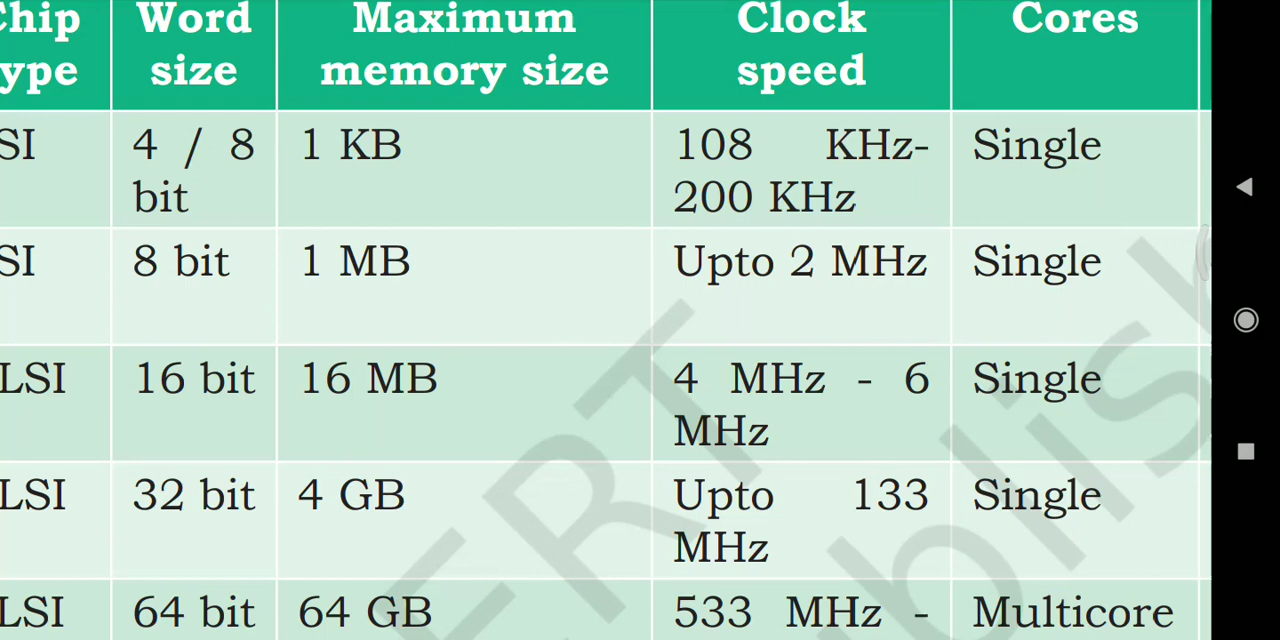 Chip Word Maximum Clock Cores
ype size memory size speed
SI 4 / 8 1 KB 108 KHz- Single
bit 200 KHz
SI 8 bit 1 MB Upto 2 MHz Single
LSI 16 bit 16 MB 4 MHz - 6 Single
MHz
LSI 32 bit 4 GB Upto 133 Single
MHz
LSI 64 bit 64 GB 533 MHz - Multicore
ERT
ublish